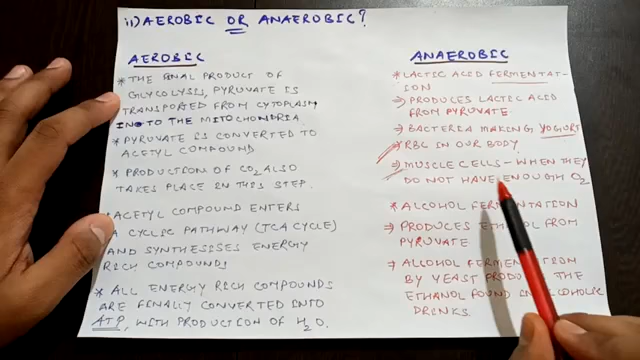 ii) AEROBIC OR ANAEROBIC?
AEROBIC
* THE FINAL PRODUCT OF
GLYCOLYSIS, PYRUVATE IS
TRANSPORTED FROM CYTOPLASM
INTO THE MITOCHONDRIA.
* PYRUVATE IS CONVERTED TO
ACETYL COMPOUND
* PRODUCTION OF CO2 ALSO
TAKES PLACE IN THIS STEP.
* ACETYL COMPOUND ENTERS
A CYCLIC PATHWAY (TCA CYCLE)
AND SYNTHESISES ENERGY
RICH COMPOUNDS
* ALL ENERGY RICH COMPOUNDS
ARE FINALLY CONVERTED INTO
ATP, WITH PRODUCTION OF H2O.
ANAEROBIC
* LACTIC ACID FERMENTAT-
ION
⇒ PRODUCES LACTIC ACID
FROM PYRUVATE
⇒ BACTERIA MAKING YOGURT
⇒ RBC IN OUR BODY
⇒ MUSCLE CELLS - WHEN THEY
DO NOT HAVE ENOUGH O2
* ALCOHOL FERMENTATION
⇒ PRODUCES ETHANOL FROM
PYRUVATE
⇒ ALCOHOL FERMENTATION
BY YEAST THE
ETHANOL FOUND IN ALCOHOLIC
DRINKS